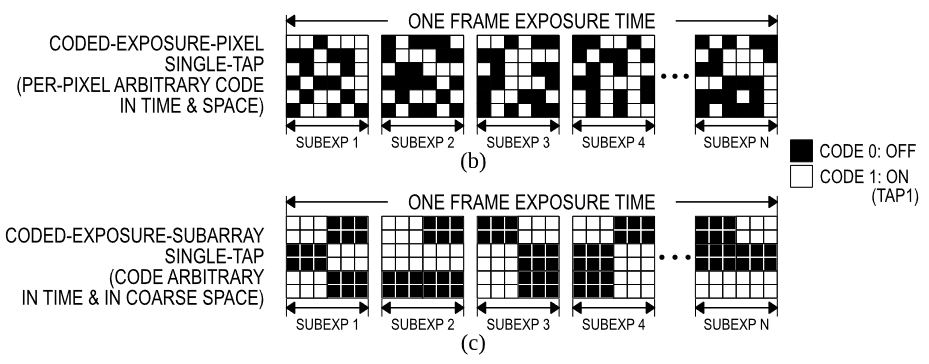 ONE FRAME EXPOSURE TIME
CODED-EXPOSURE-PIXEL
SINGLE-TAP
(PER-PIXEL ARBITRARY CODE
IN TIME & SPACE)
SUBEXP 1 SUBEXP 2 SUBEXP 3 SUBEXP 4 SUBEXP N
(b)
CODE 0: OFF
CODE 1: ON
(TAP1)
ONE FRAME EXPOSURE TIME
CODED-EXPOSURE-SUBARRAY
SINGLE-TAP
(CODE ARBITRARY
IN TIME & IN COARSE SPACE)
SUBEXP 1 SUBEXP 2 SUBEXP 3 SUBEXP 4 SUBEXP N
(c)